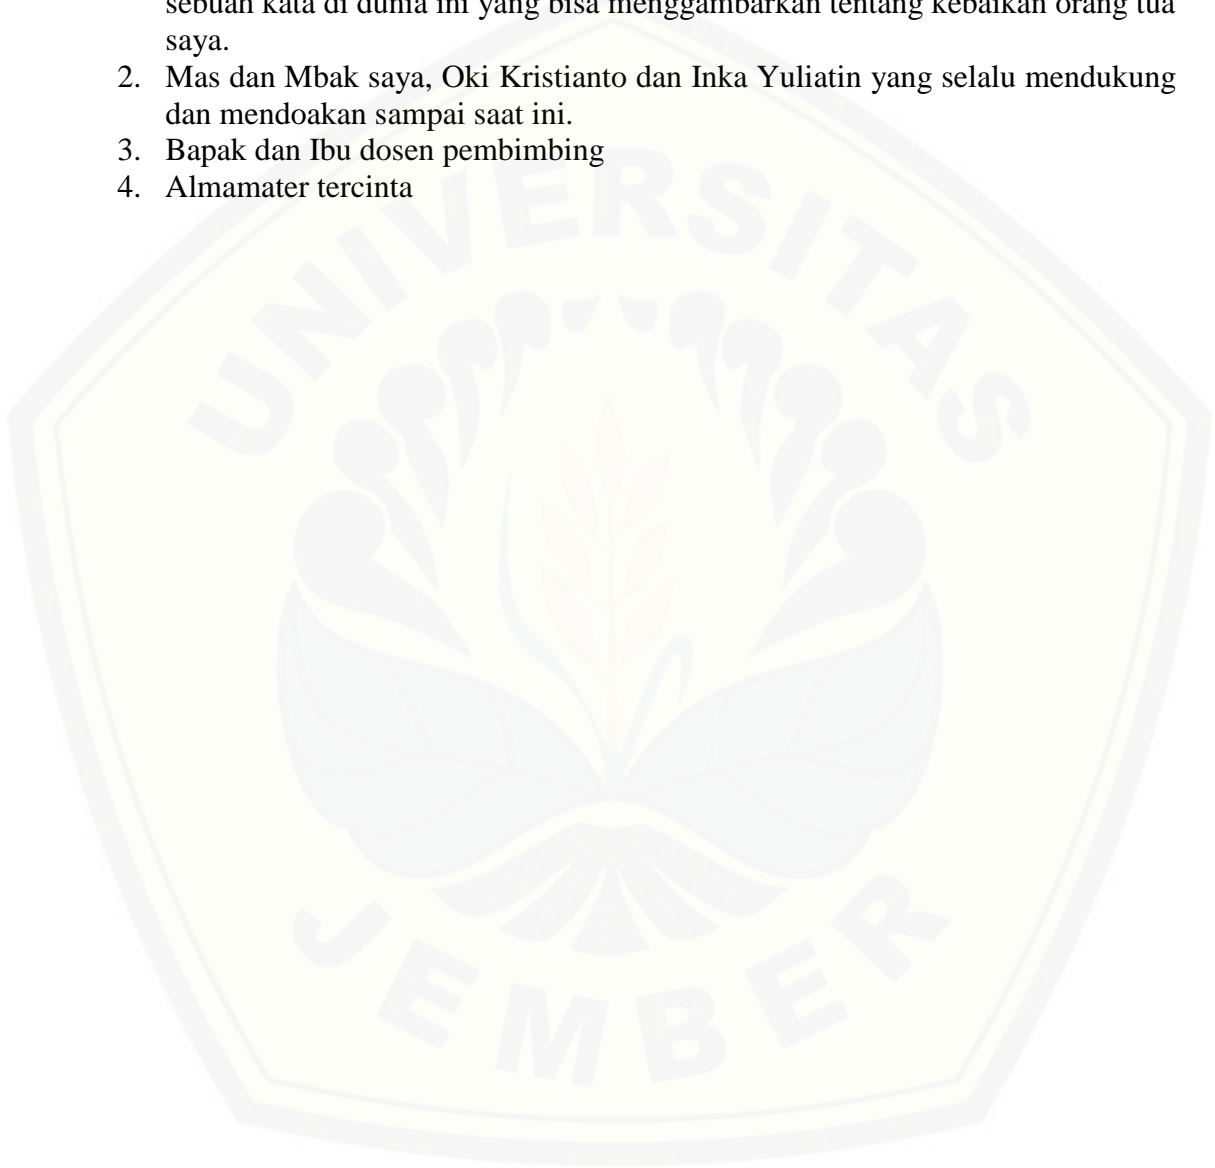 sebuah kata di dunia ini yang bisa menggambarkan tentang kebaikan orang tua
saya.
2. Mas dan Mbak saya, Oki Kristianto dan Inka Yuliatin yang selalu mendukung
dan mendoakan sampai saat ini.
3. Bapak dan Ibu dosen pembimbing
4. Almamater tercinta
UNIVERSITAS
JEMBER